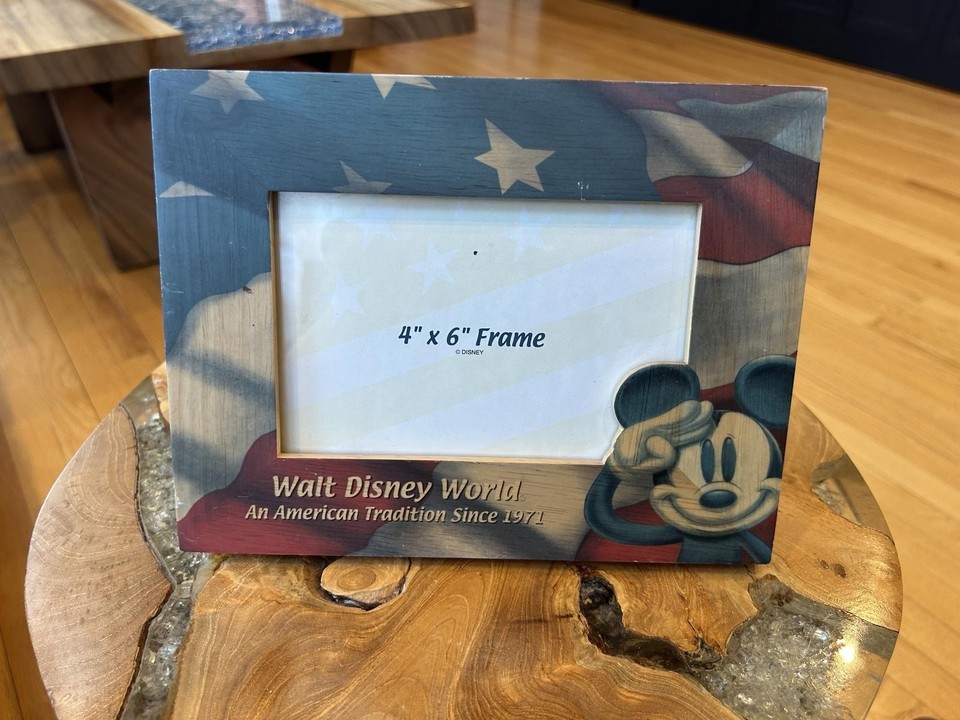 4" x 6" Frame
© DISNEY
Walt Disney World
An American Tradition Since 1971